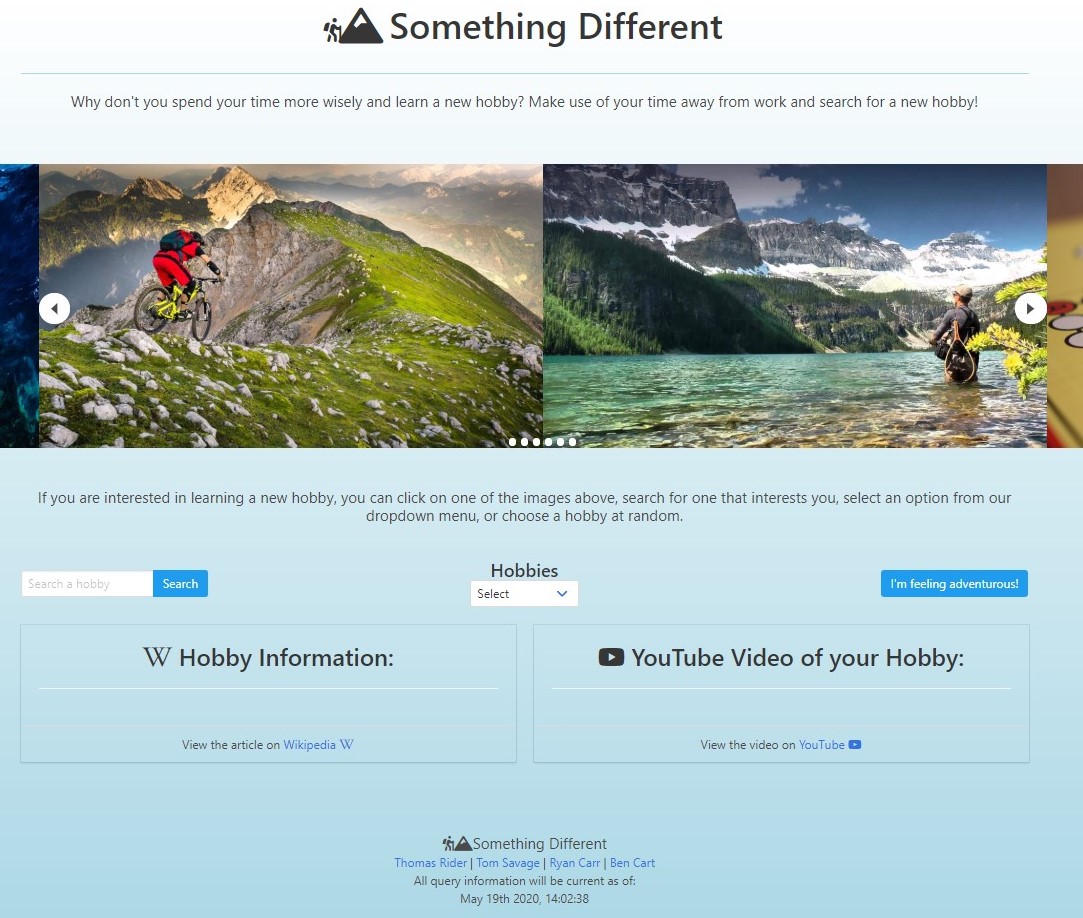 Something Different
Why don't you spend your time more wisely and learn a new hobby? Make use of your time away from work and search for a new hobby!
If you are interested in learning a new hobby, you can click on one of the images above, search for one that interests you, select an option from our
dropdown menu, or choose a hobby at random.
Search a hobby
Search
Hobbies
Select
I'm feeling adventurous!
W Hobby Information:
View the article on Wikipedia W
YouTube Video of your Hobby:
View the video on YouTube
Something Different
Thomas Rider | Tom Savage | Ryan Carr | Ben Cart
All query information will be current as of:
May 19th 2020, 14:02:38